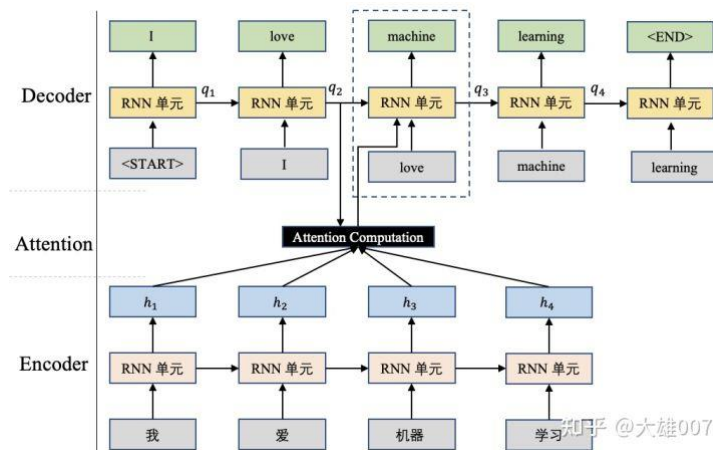 I love machine learning <END>
Decoder RNN 单元 q₁ RNN 单元 q₂ RNN 单元 q₃ RNN 单元 q₄ RNN 单元
<START> I love machine learning
Attention Attention Computation
h₁ h₂ h₃ h₄
Encoder RNN 单元 RNN 单元 RNN 单元 RNN 单元
我 爱 机器 学习
知乎 @大雄007